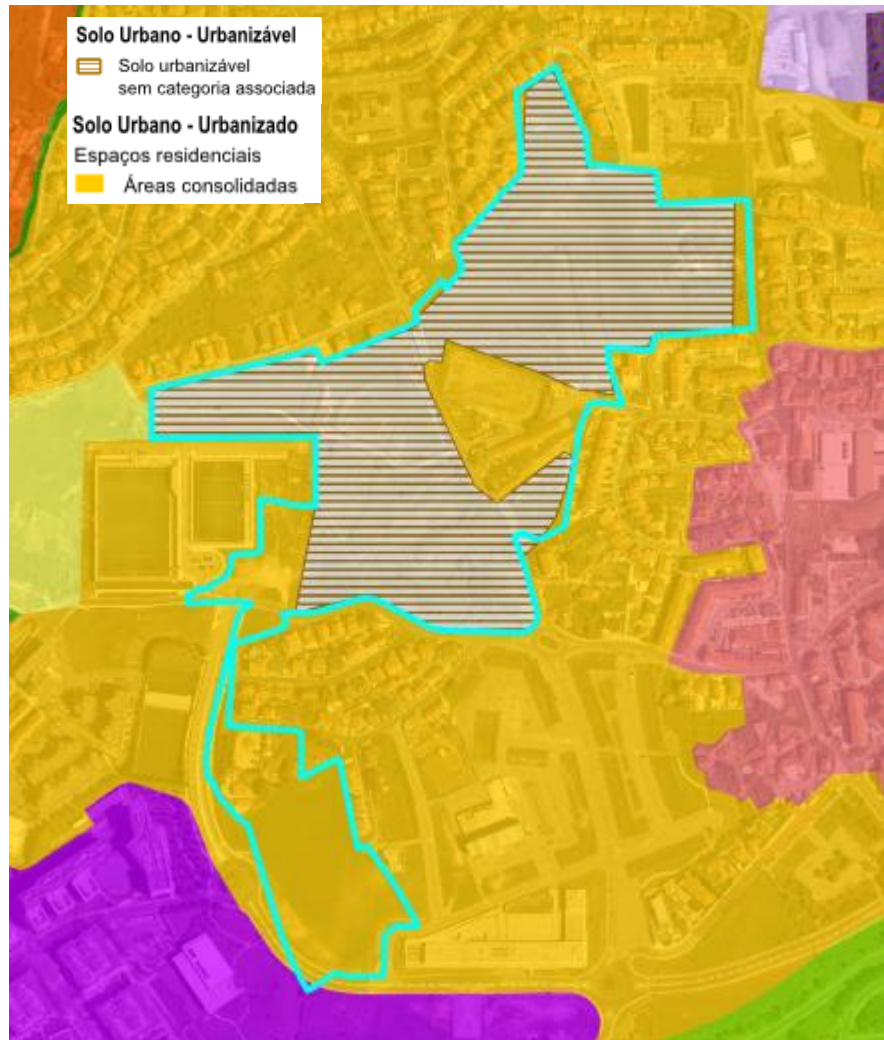 Solo Urbano - Urbanizável
Solo urbanizável
sem categoria associada
Solo Urbano - Urbanizado
Espaços residenciais
Áreas consolidadas